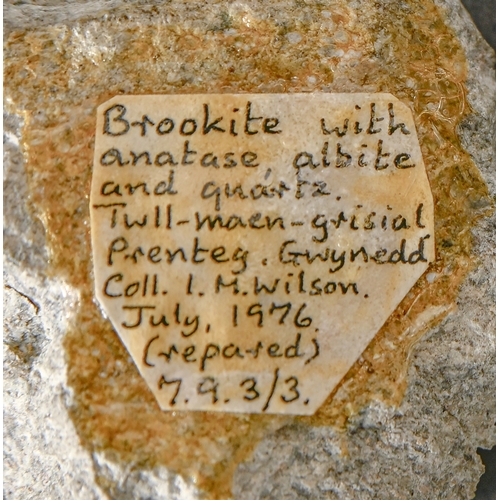 Brookite with
anatase, albite
and quartz.
Twll-maen-grisial
Prenteg. Gwynedd.
Coll. I. M. Wilson.
July, 1976.
(repared)
7.9.3/3.